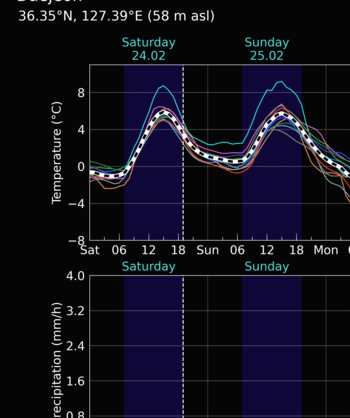 36.35°N, 127.39°E (58 m asl)
Saturday Sunday
24.02 25.02
Temperature (°C)
8
4
0
−4
−8
Sat 06 12 18 Sun 06 12 18 Mon
Saturday Sunday
4.0
3.2
2.4
1.6
0.8
recipitation (mm/h)